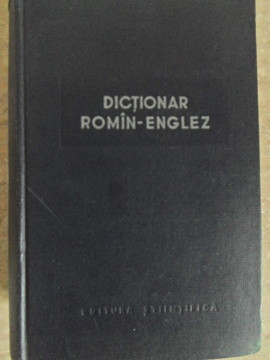 DICȚIONAR
ROMÎN-ENGLEZ
EDITURA ȘTIINȚIFICĂ